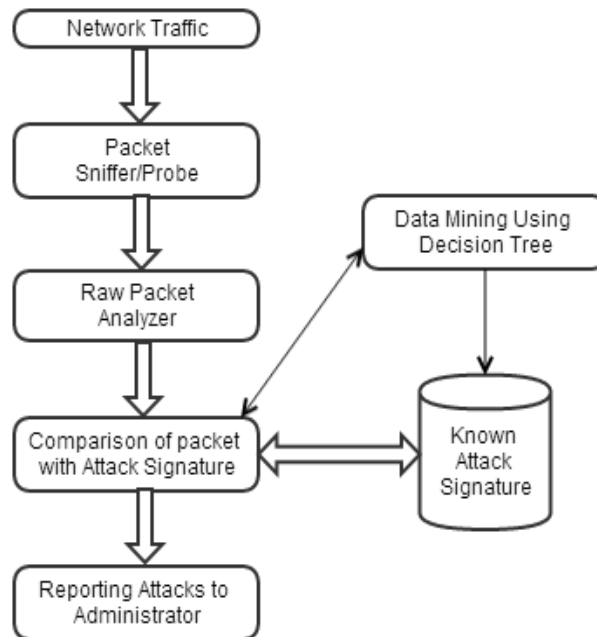 Network Traffic
Packet
Sniffer/Probe
Raw Packet
Analyzer
Comparison of packet
with Attack Signature
Reporting Attacks to
Administrator
Data Mining Using
Decision Tree
Known
Attack
Signature